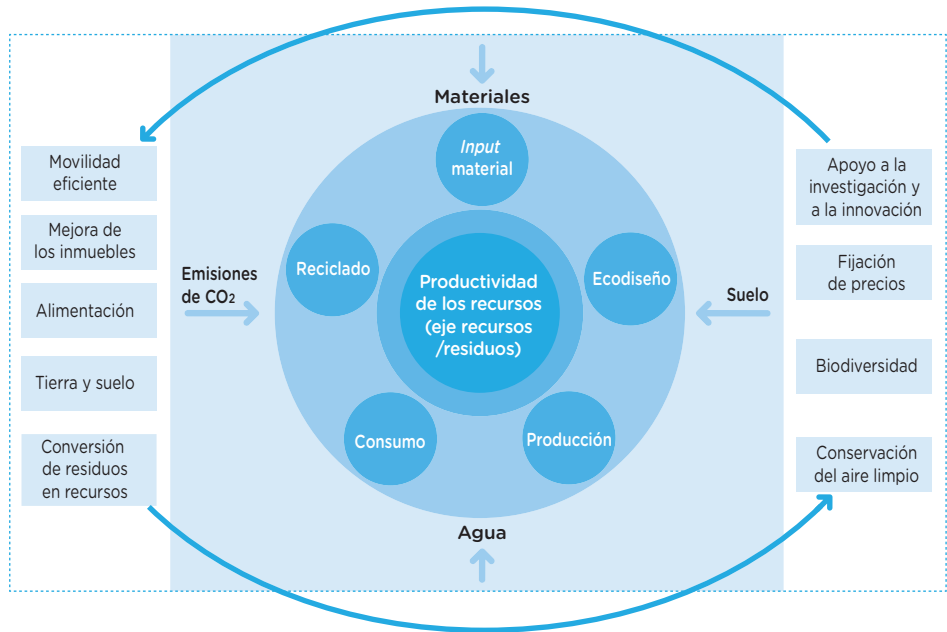 Materiales
Input
material
Reciclado
Ecodiseño
Productividad
de los recursos
(eje recursos
/residuos)
Consumo
Producción
Agua
Emisiones
de CO2
Suelo
Movilidad
eficiente
Mejora de
los inmuebles
Alimentación
Tierra y suelo
Conversión
de residuos
en recursos
Apoyo a la
investigación y
a la innovación
Fijación
de precios
Biodiversidad
Conservación
del aire limpio